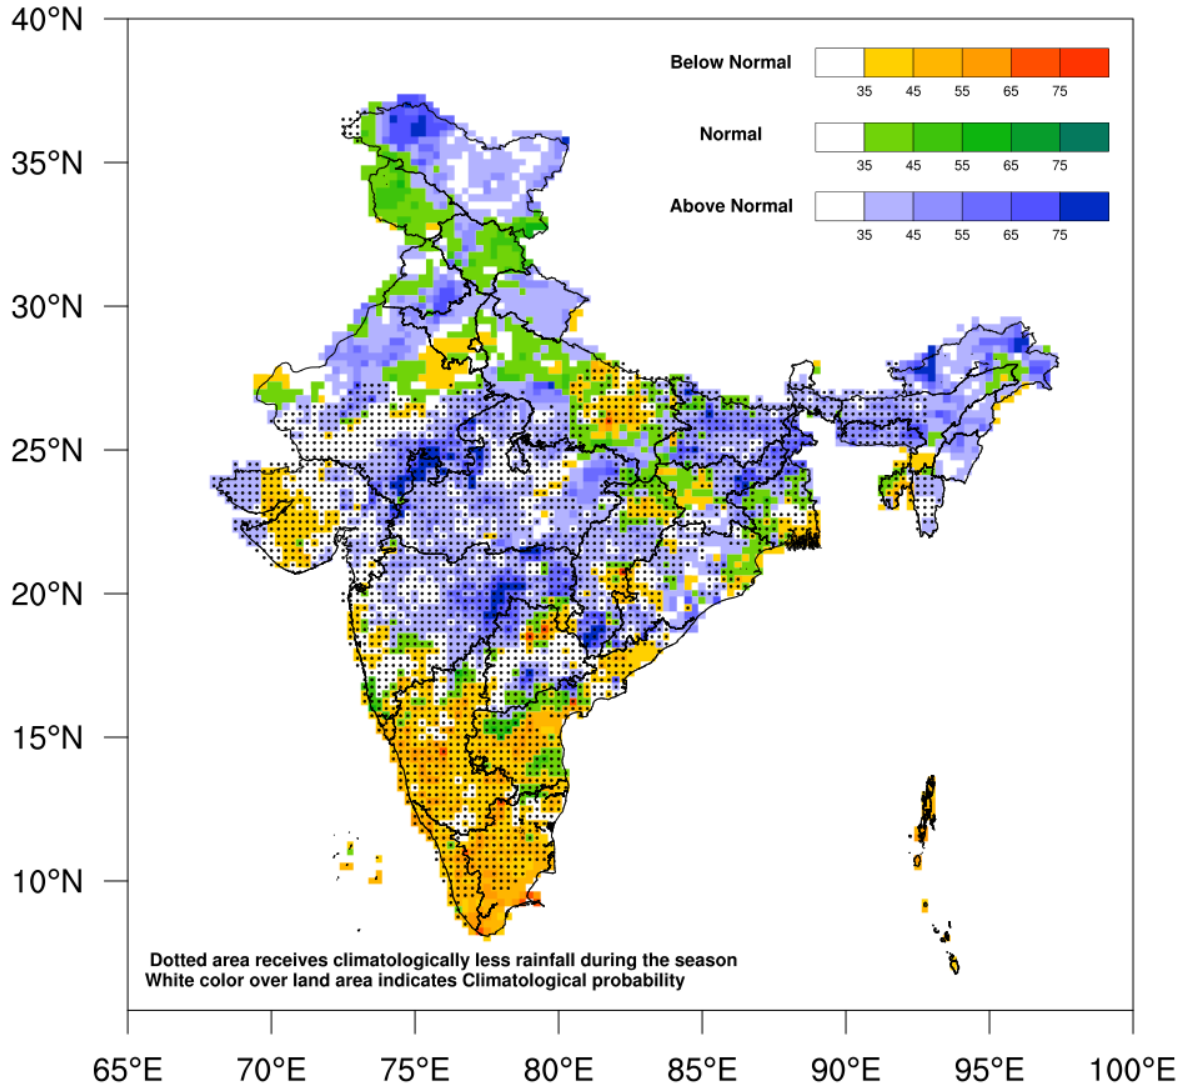 40°N
35°N
30°N
25°N
20°N
15°N
10°N
Below Normal
35 45 55 65 75
Normal
35 45 55 65 75
Above Normal
35 45 55 65 75
Dotted area receives climatologically less rainfall during the season
White color over land area indicates Climatological probability
65°E 70°E 75°E 80°E 85°E 90°E 95°E 100°E